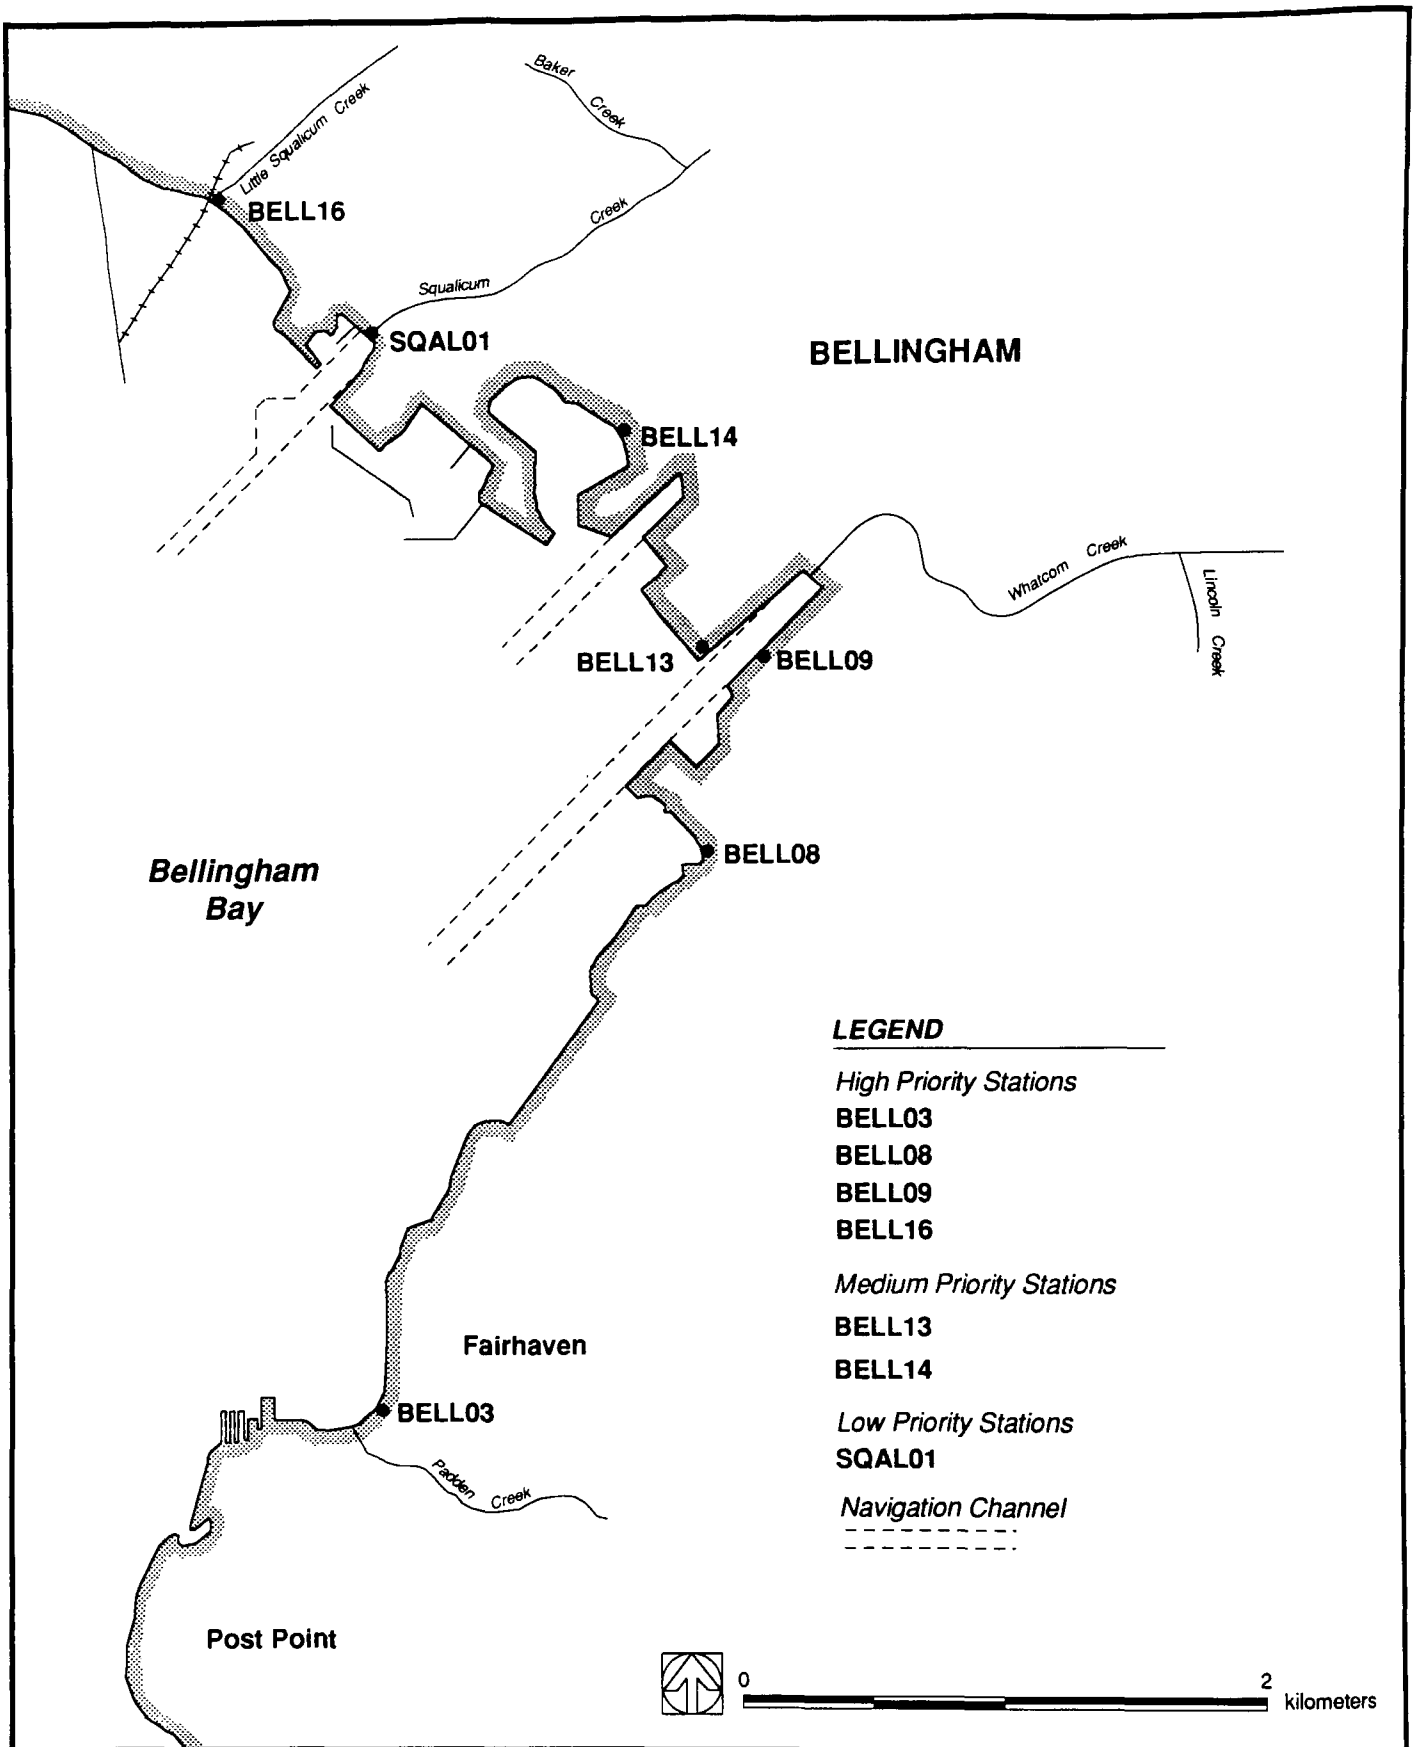 Baker
Creek
Little Squalicum Creek
BELL16
Creek
Squalicum
SQAL01
BELLINGHAM
BELL14
Whatcom Creek
Lincoln Creek
BELL13
BELL09
BELL08
Bellingham
Bay
LEGEND
High Priority Stations
BELL03
BELL08
BELL09
BELL16
Medium Priority Stations
BELL13
BELL14
Low Priority Stations
SQAL01
Navigation Channel
Fairhaven
BELL03
Padden Creek
Post Point
0 2
kilometers